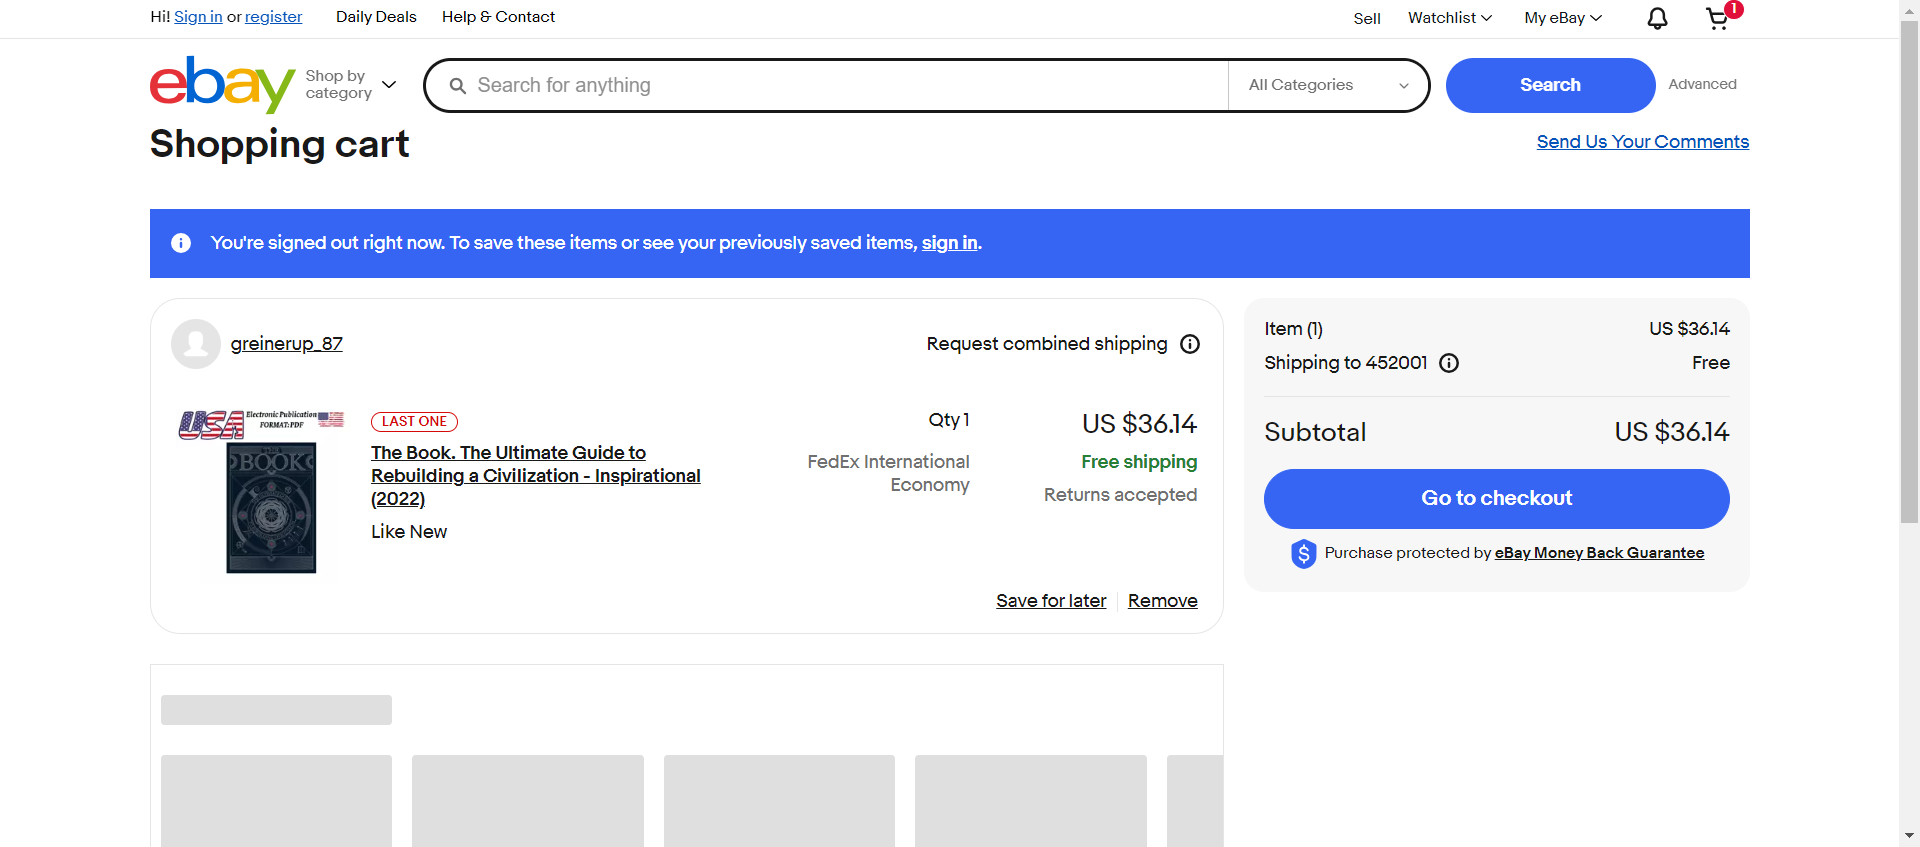 Hi! Sign in or register Daily Deals Help & Contact Sell Watchlist My eBay 1
ebay Shop by category Search for anything All Categories Search Advanced
Shopping cart Send Us Your Comments
You're signed out right now. To save these items or see your previously saved items, sign in.
greinerup_87 Request combined shipping
USA Electronic Publication
FORMAT:PDF
BOOK
LAST ONE
The Book. The Ultimate Guide to
Rebuilding a Civilization - Inspirational
(2022)
Like New
Qty 1
US $36.14
FedEx International
Economy
Free shipping
Returns accepted
Save for later Remove
Item (1) US $36.14
Shipping to 452001 Free
Subtotal US $36.14
Go to checkout
$ Purchase protected by eBay Money Back Guarantee